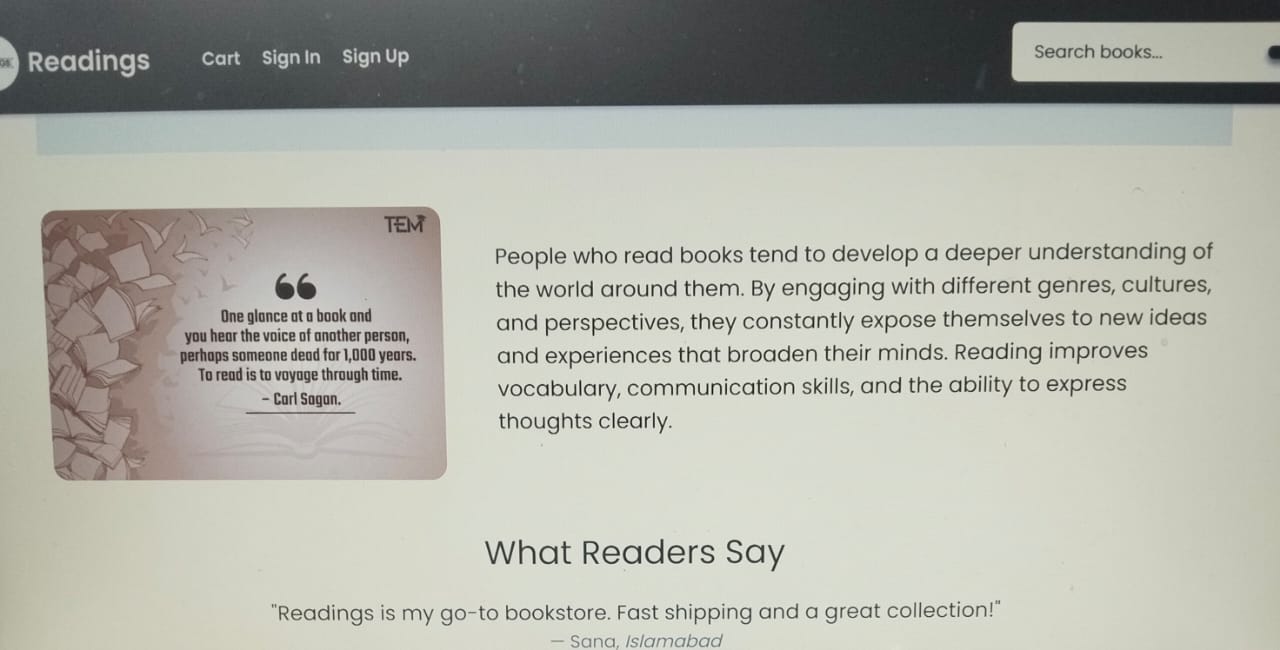 Readings
Cart Sign In Sign Up
Search books...
TEM
One glance at a book and
you hear the voice of another person,
perhaps someone dead for 1,000 years.
To read is to voyage through time.
– Carl Sagan.
People who read books tend to develop a deeper understanding of
the world around them. By engaging with different genres, cultures,
and perspectives, they constantly expose themselves to new ideas
and experiences that broaden their minds. Reading improves
vocabulary, communication skills, and the ability to express
thoughts clearly.
What Readers Say
"Readings is my go-to bookstore. Fast shipping and a great collection!"
— Sana, Islamabad